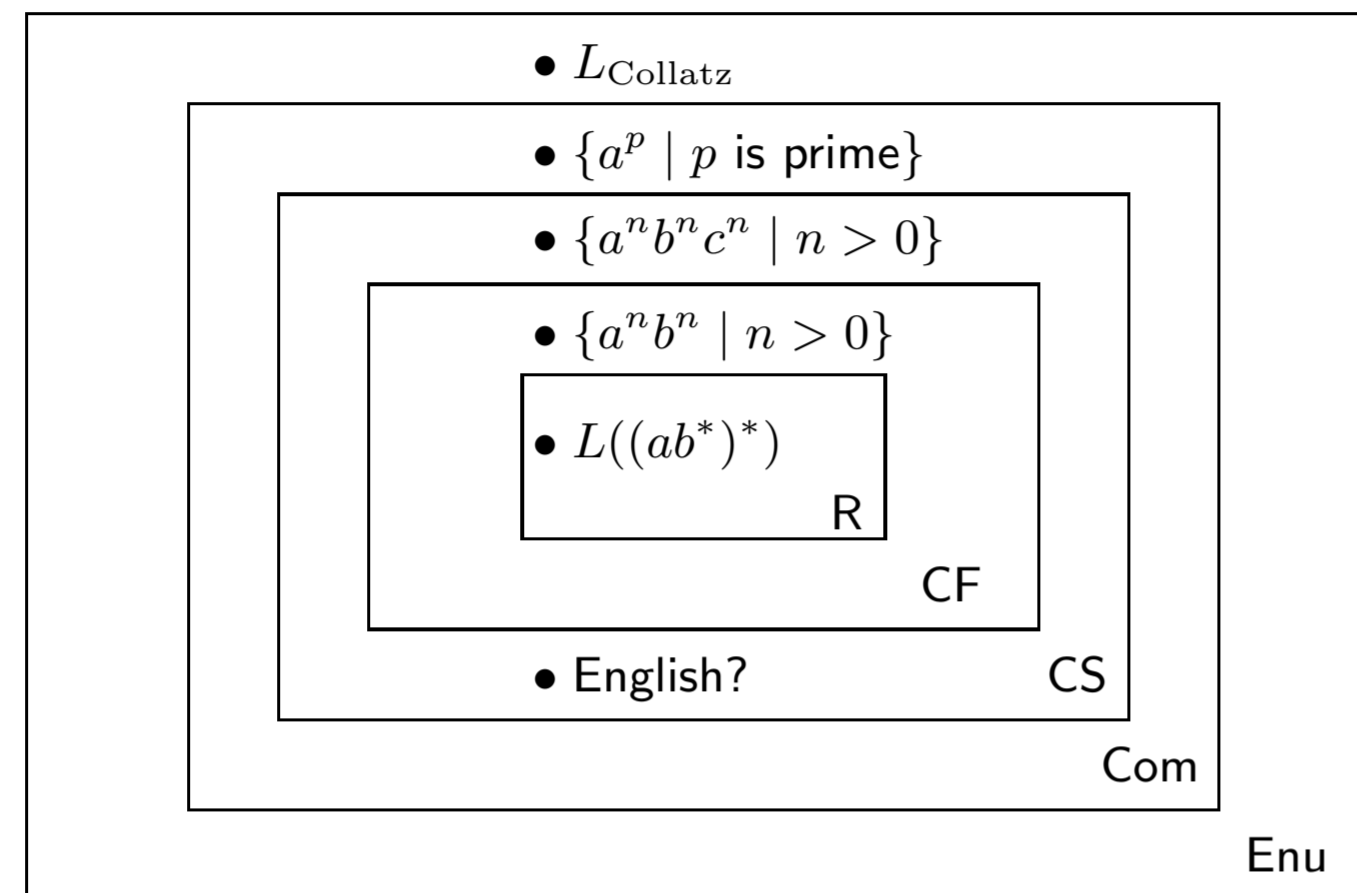 • L_Collatz
• {a^p | p is prime}
• {a^n b^n c^n | n > 0}
• {a^n b^n | n > 0}
• L((ab^*)^*)
R
CF
• English?
CS
Com
Enu